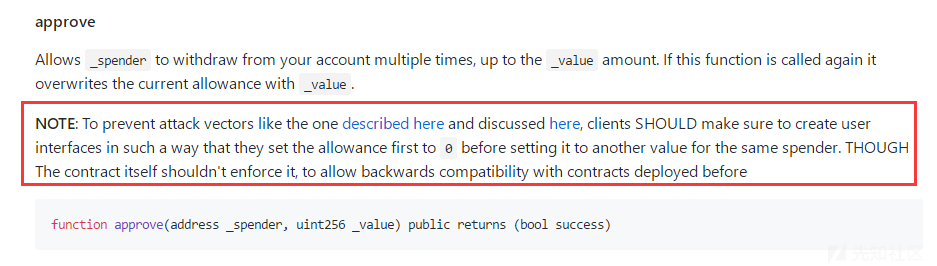 approve
Allows _spender to withdraw from your account multiple times, up to the _value amount. If this function is called again it
overwrites the current allowance with _value.
NOTE: To prevent attack vectors like the one described here and discussed here, clients SHOULD make sure to create user
interfaces in such a way that they set the allowance first to 0 before setting it to another value for the same spender. THOUGH
The contract itself shouldn't enforce it, to allow backwards compatibility with contracts deployed before
function approve(address _spender, uint256 _value) public returns (bool success)
先知社区